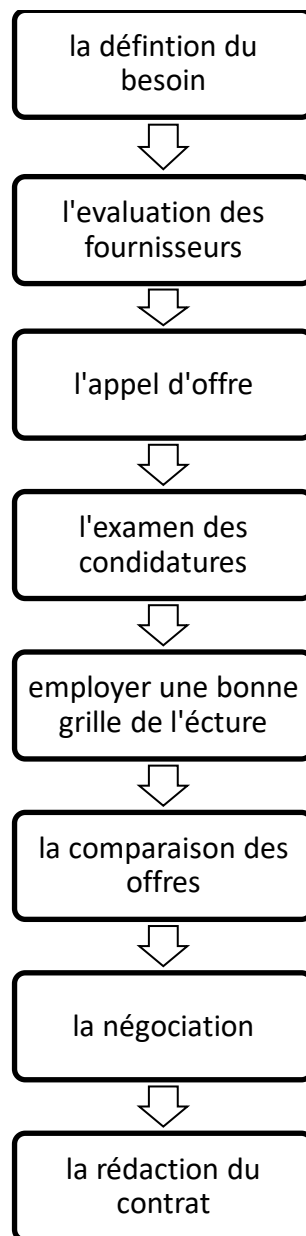 la défintion du
besoin
l'evaluation des
fournisseurs
l'appel d'offre
l'examen des
condidatures
employer une bonne
grille de l'écture
la comparaison des
offres
la négociation
la rédaction du
contrat